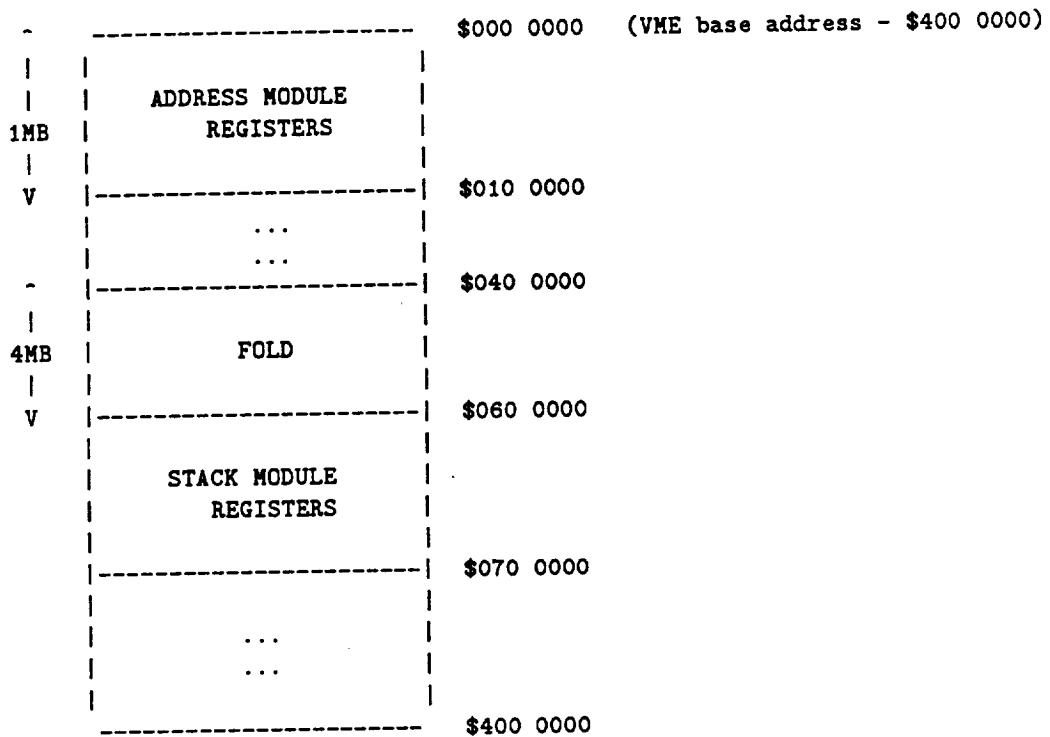 $000 0000 (VME base address - $400 0000)
ADDRESS MODULE
1MB REGISTERS
V $010 0000
...
...
$040 0000
4MB FOLD
V $060 0000
STACK MODULE
REGISTERS
$070 0000
...
...
$400 0000